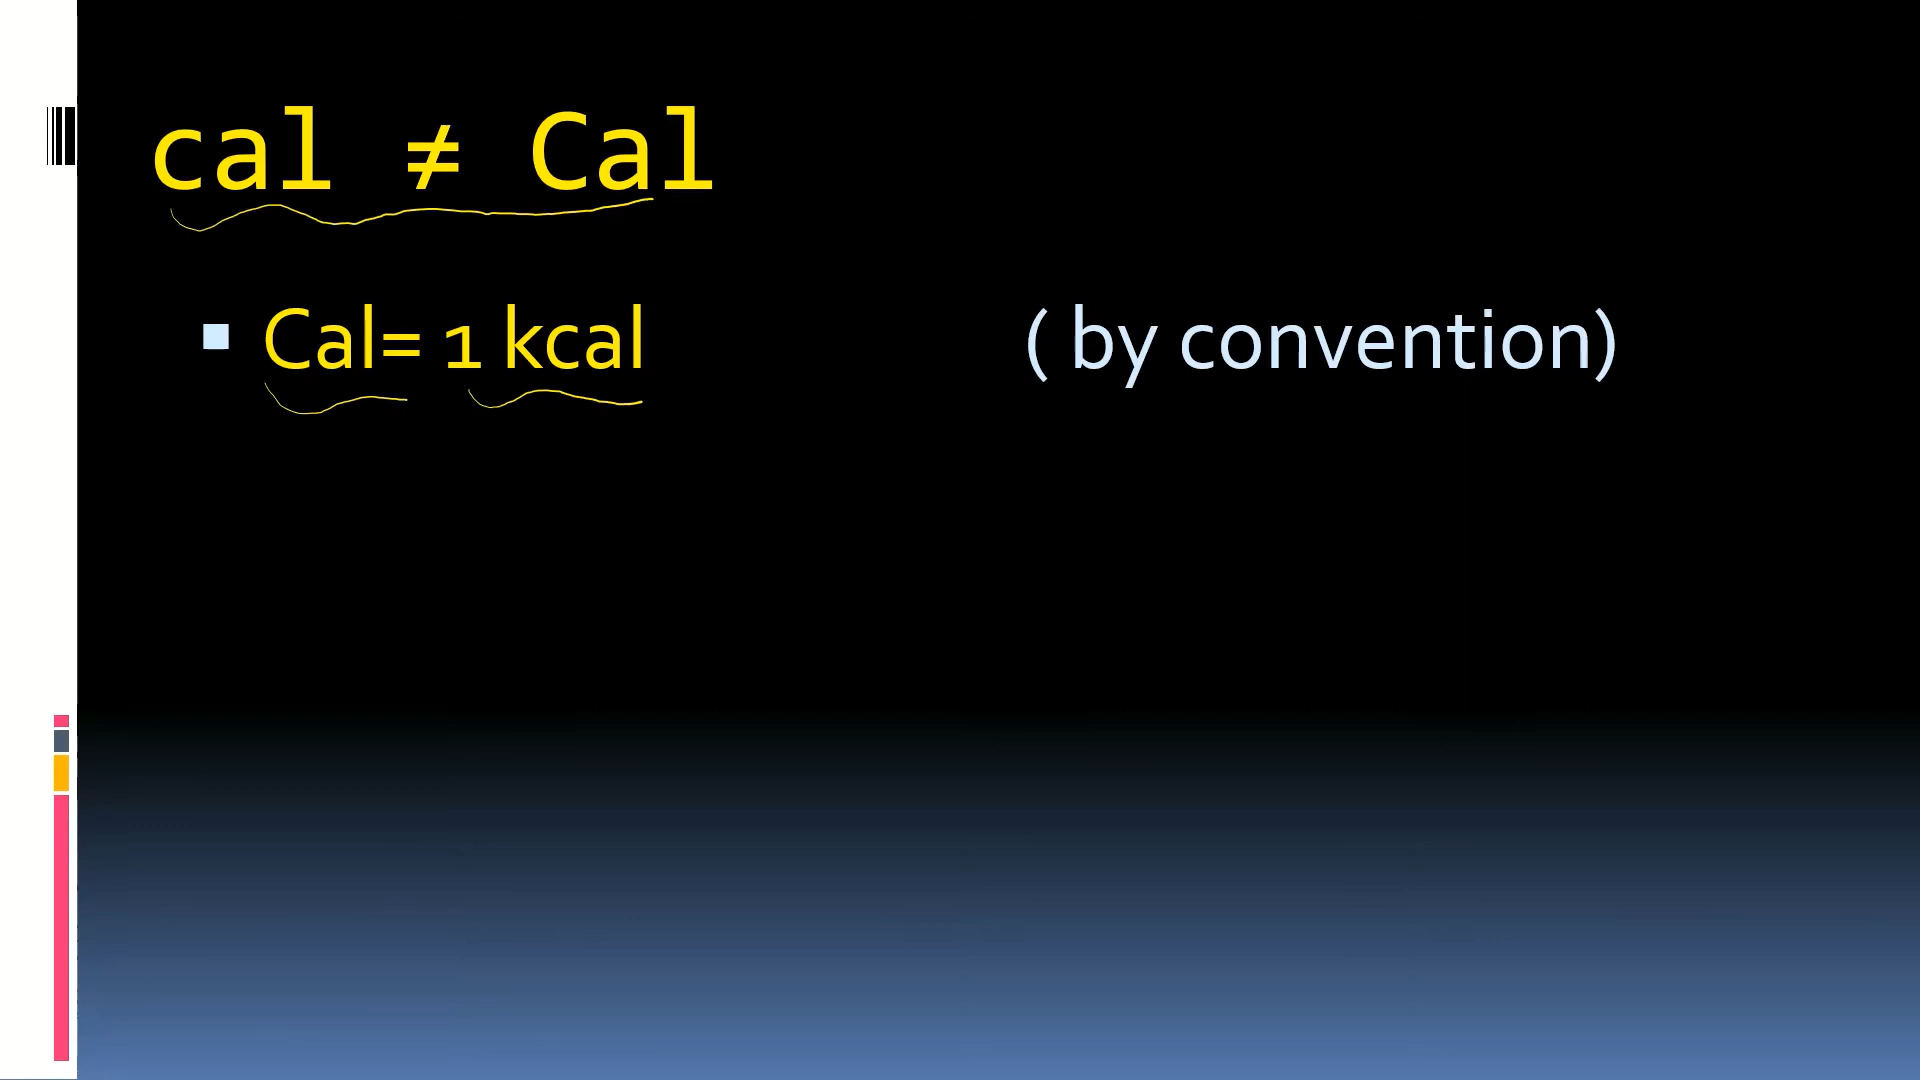 cal ≠ Cal
Cal= 1 kcal ( by convention)